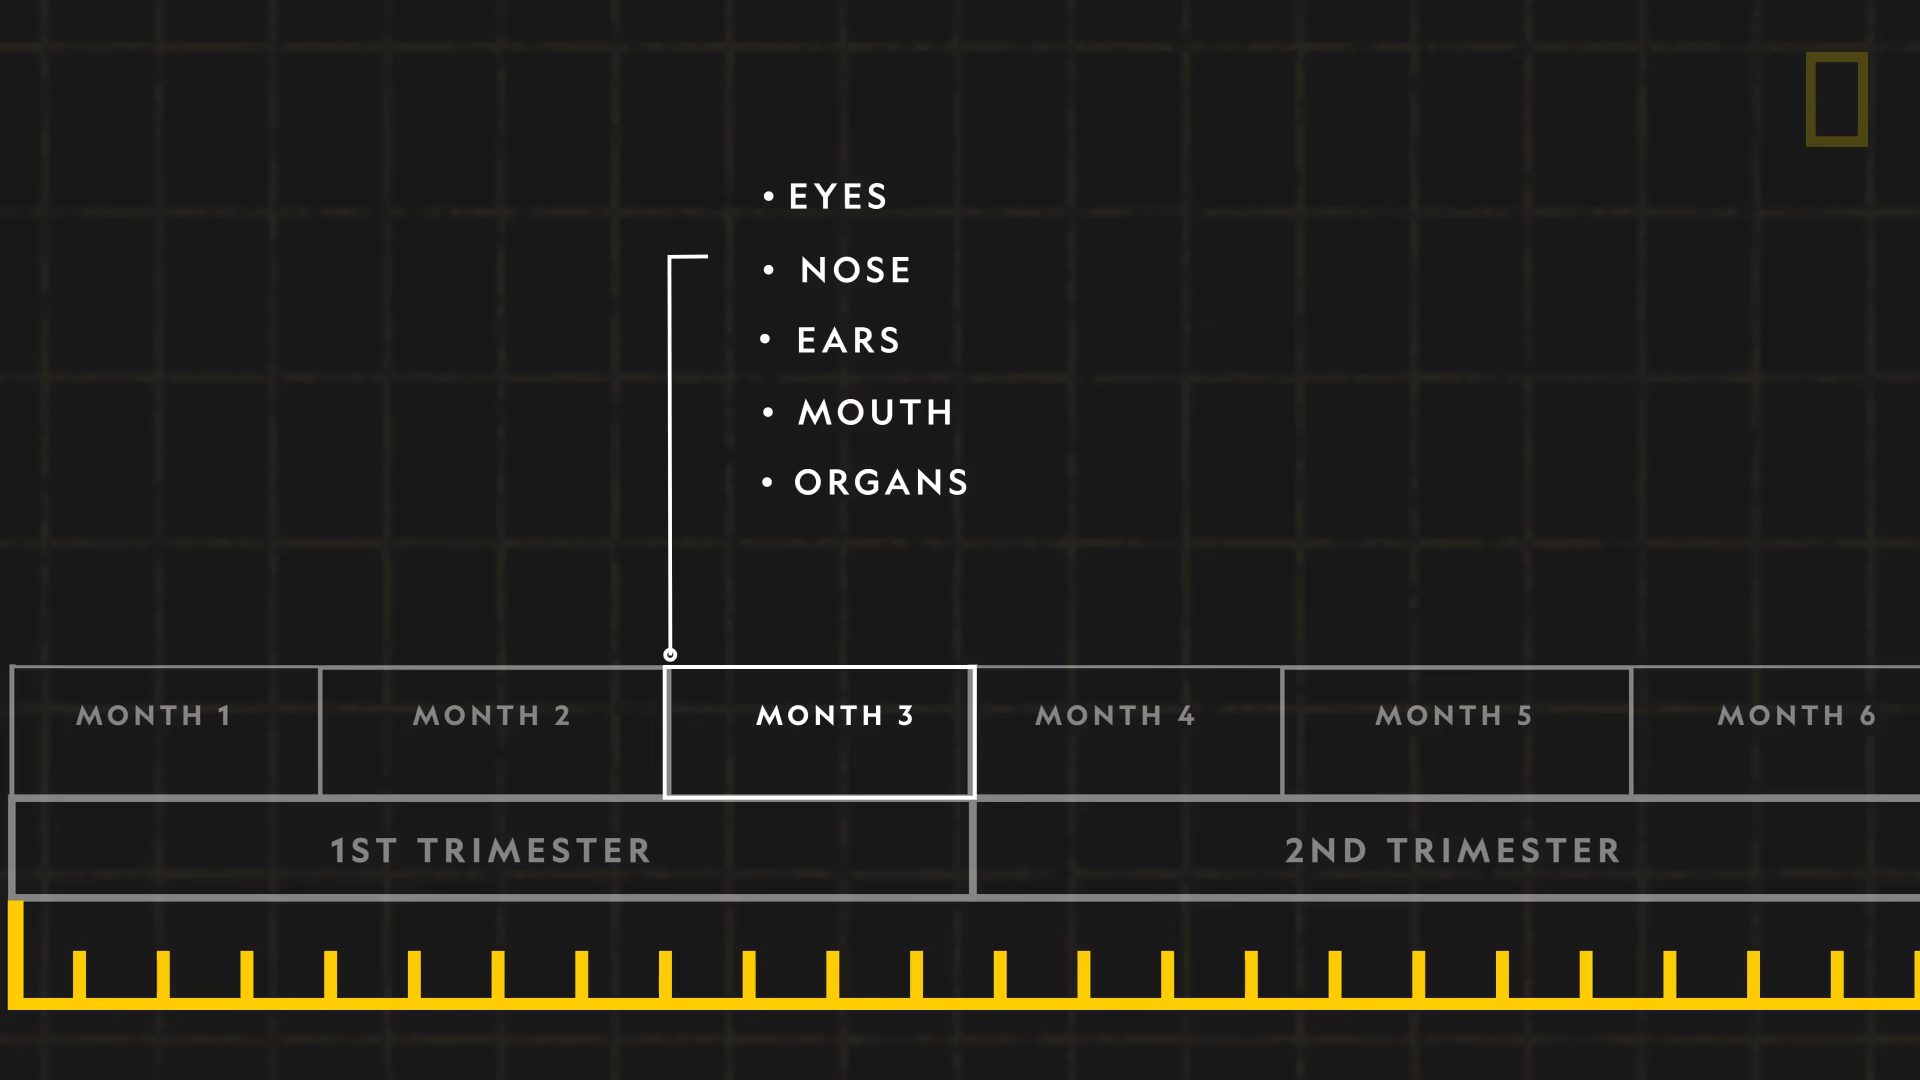 • EYES
• NOSE
• EARS
• MOUTH
• ORGANS
MONTH 1 MONTH 2 MONTH 3 MONTH 4 MONTH 5 MONTH 6
1ST TRIMESTER 2ND TRIMESTER